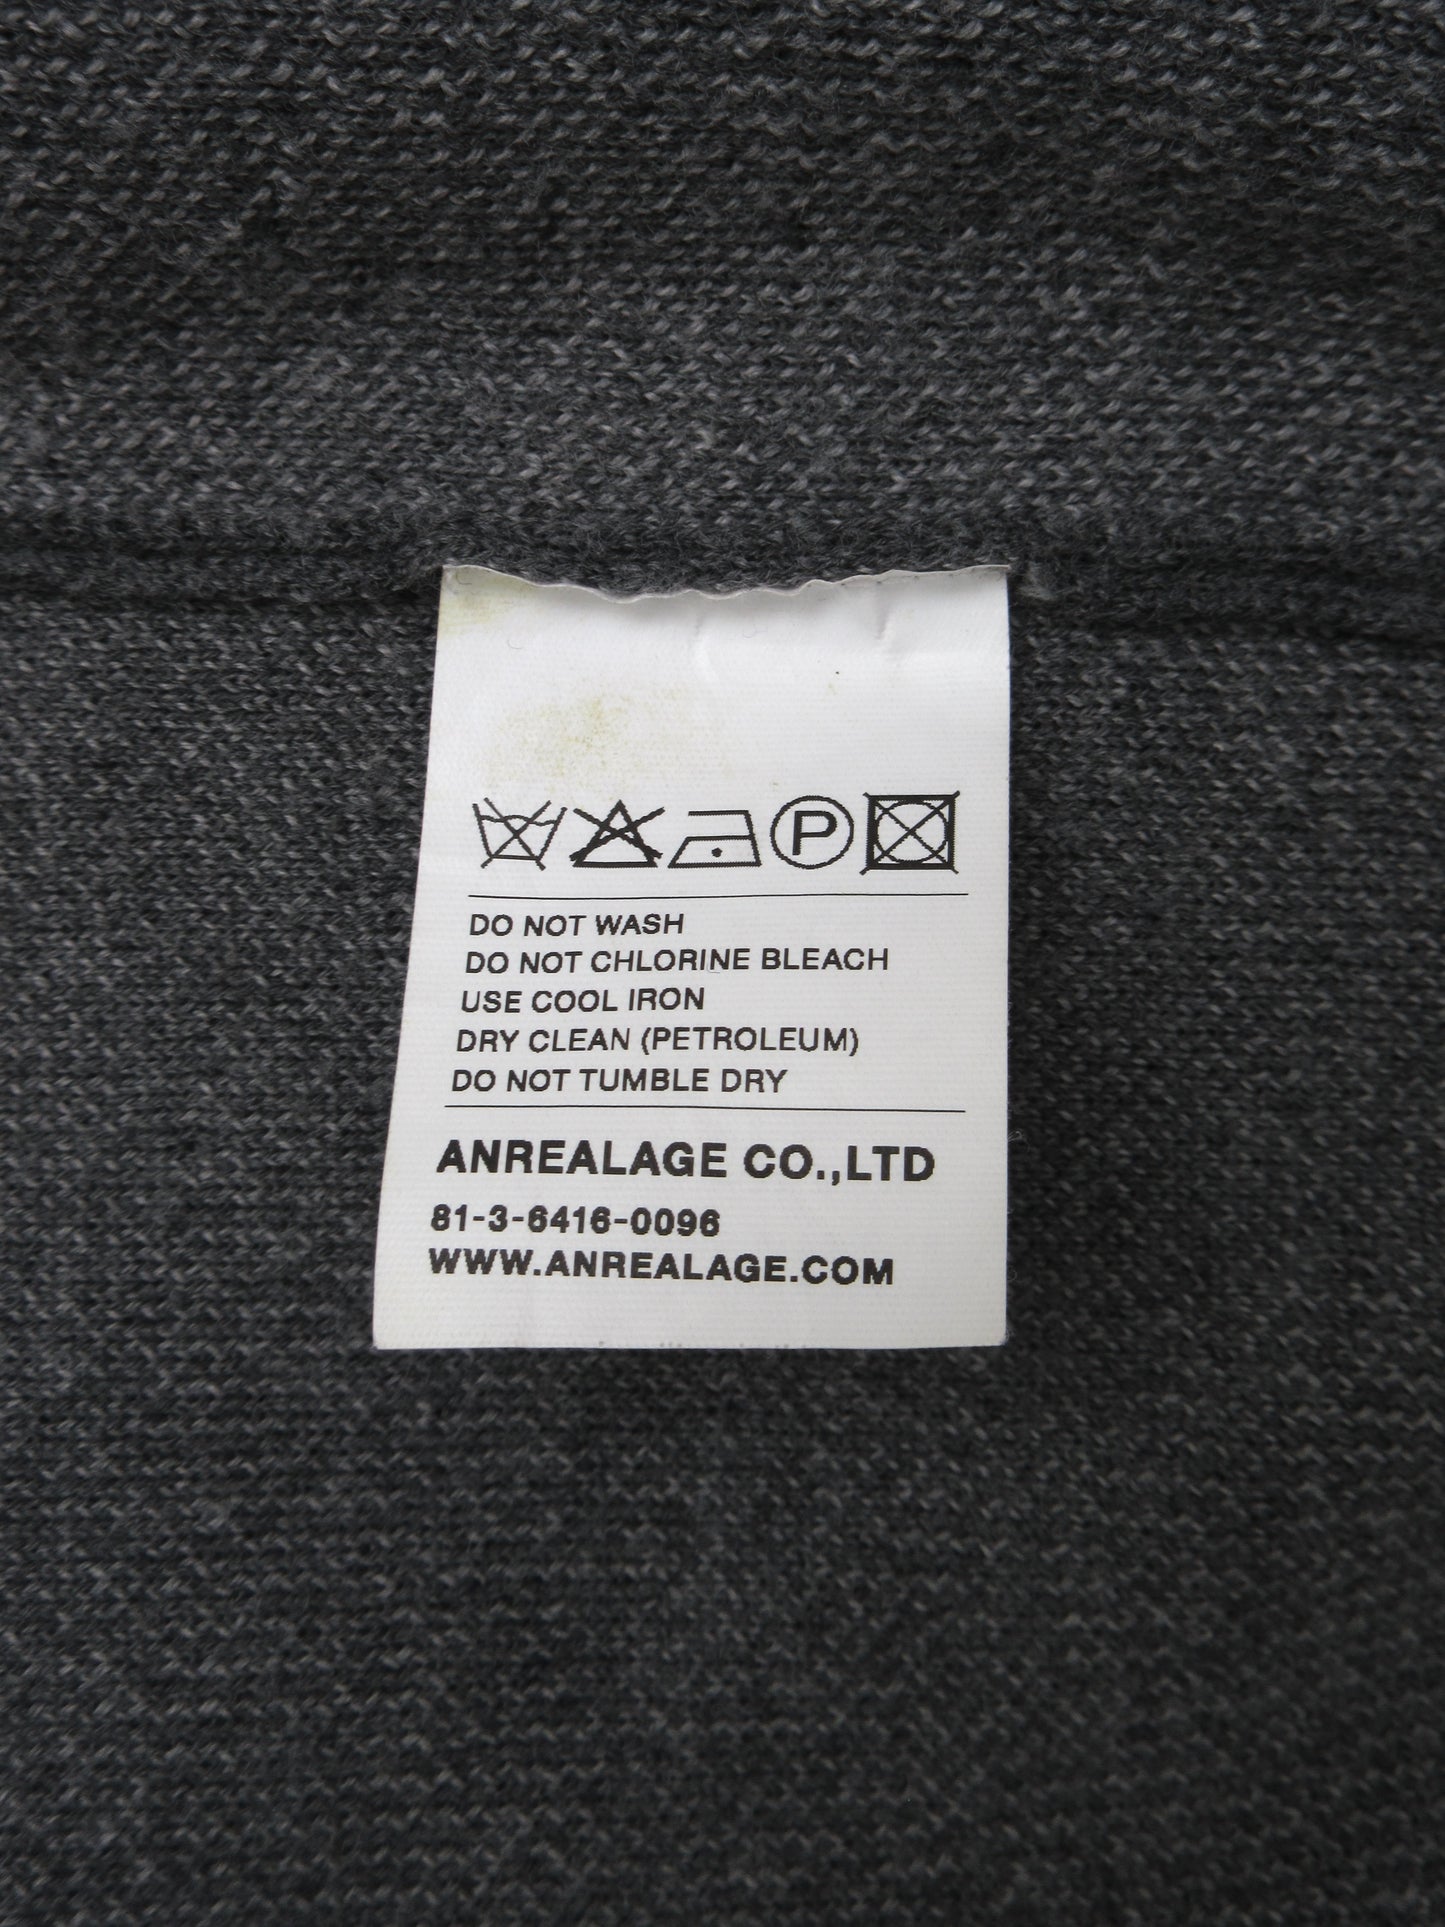 P
DO NOT WASH
DO NOT CHLORINE BLEACH
USE COOL IRON
DRY CLEAN (PETROLEUM)
DO NOT TUMBLE DRY
ANREALAGE CO.,LTD
81-3-6416-0096
WWW.ANREALAGE.COM